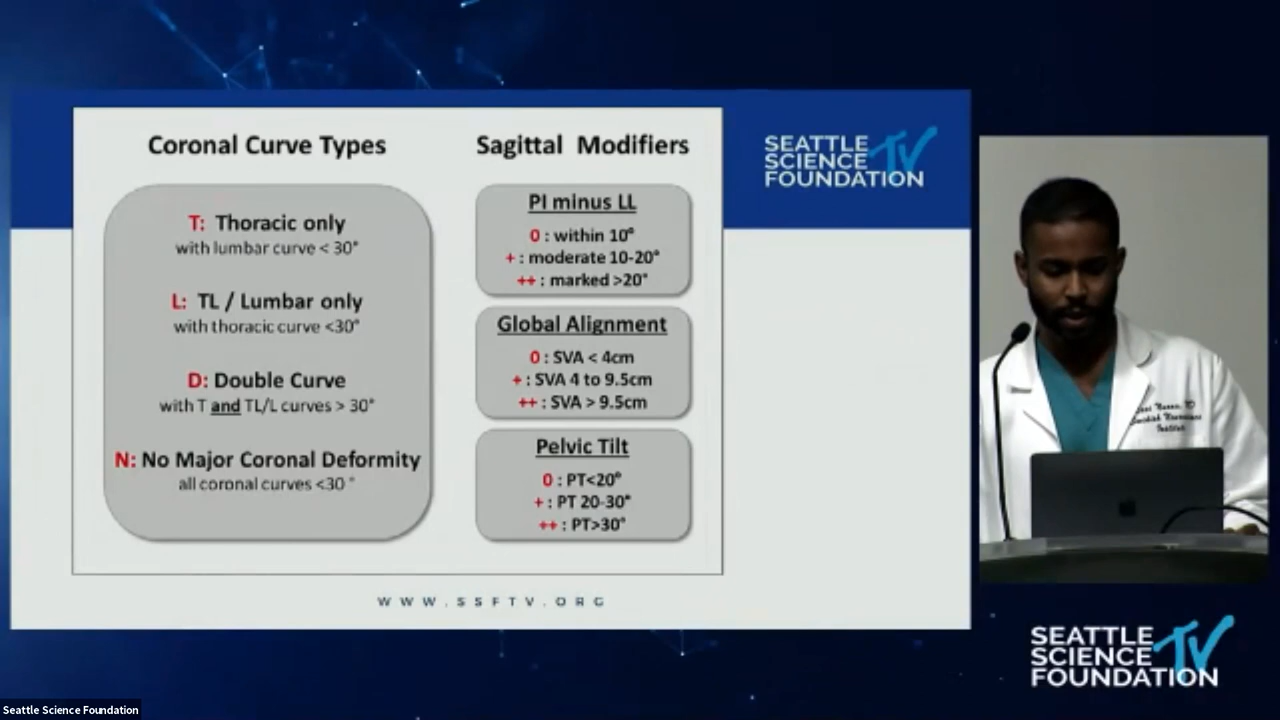 Coronal Curve Types
T: Thoracic only
with lumbar curve < 30°
L: TL / Lumbar only
with thoracic curve <30°
D: Double Curve
with T and TL/L curves > 30°
N: No Major Coronal Deformity
all coronal curves <30 °
Sagittal Modifiers
PI minus LL
0 : within 10°
+ : moderate 10-20°
++ : marked >20°
Global Alignment
0 : SVA < 4cm
+ : SVA 4 to 9.5cm
++ : SVA > 9.5cm
Pelvic Tilt
0 : PT<20°
+ : PT 20-30°
++ : PT>30°
WWW.SSFTV.ORG
SEATTLE
SCIENCE TV
FOUNDATION
MD
Institute
SEATTLE
SCIENCE TV
FOUNDATION
Seattle Science Foundation